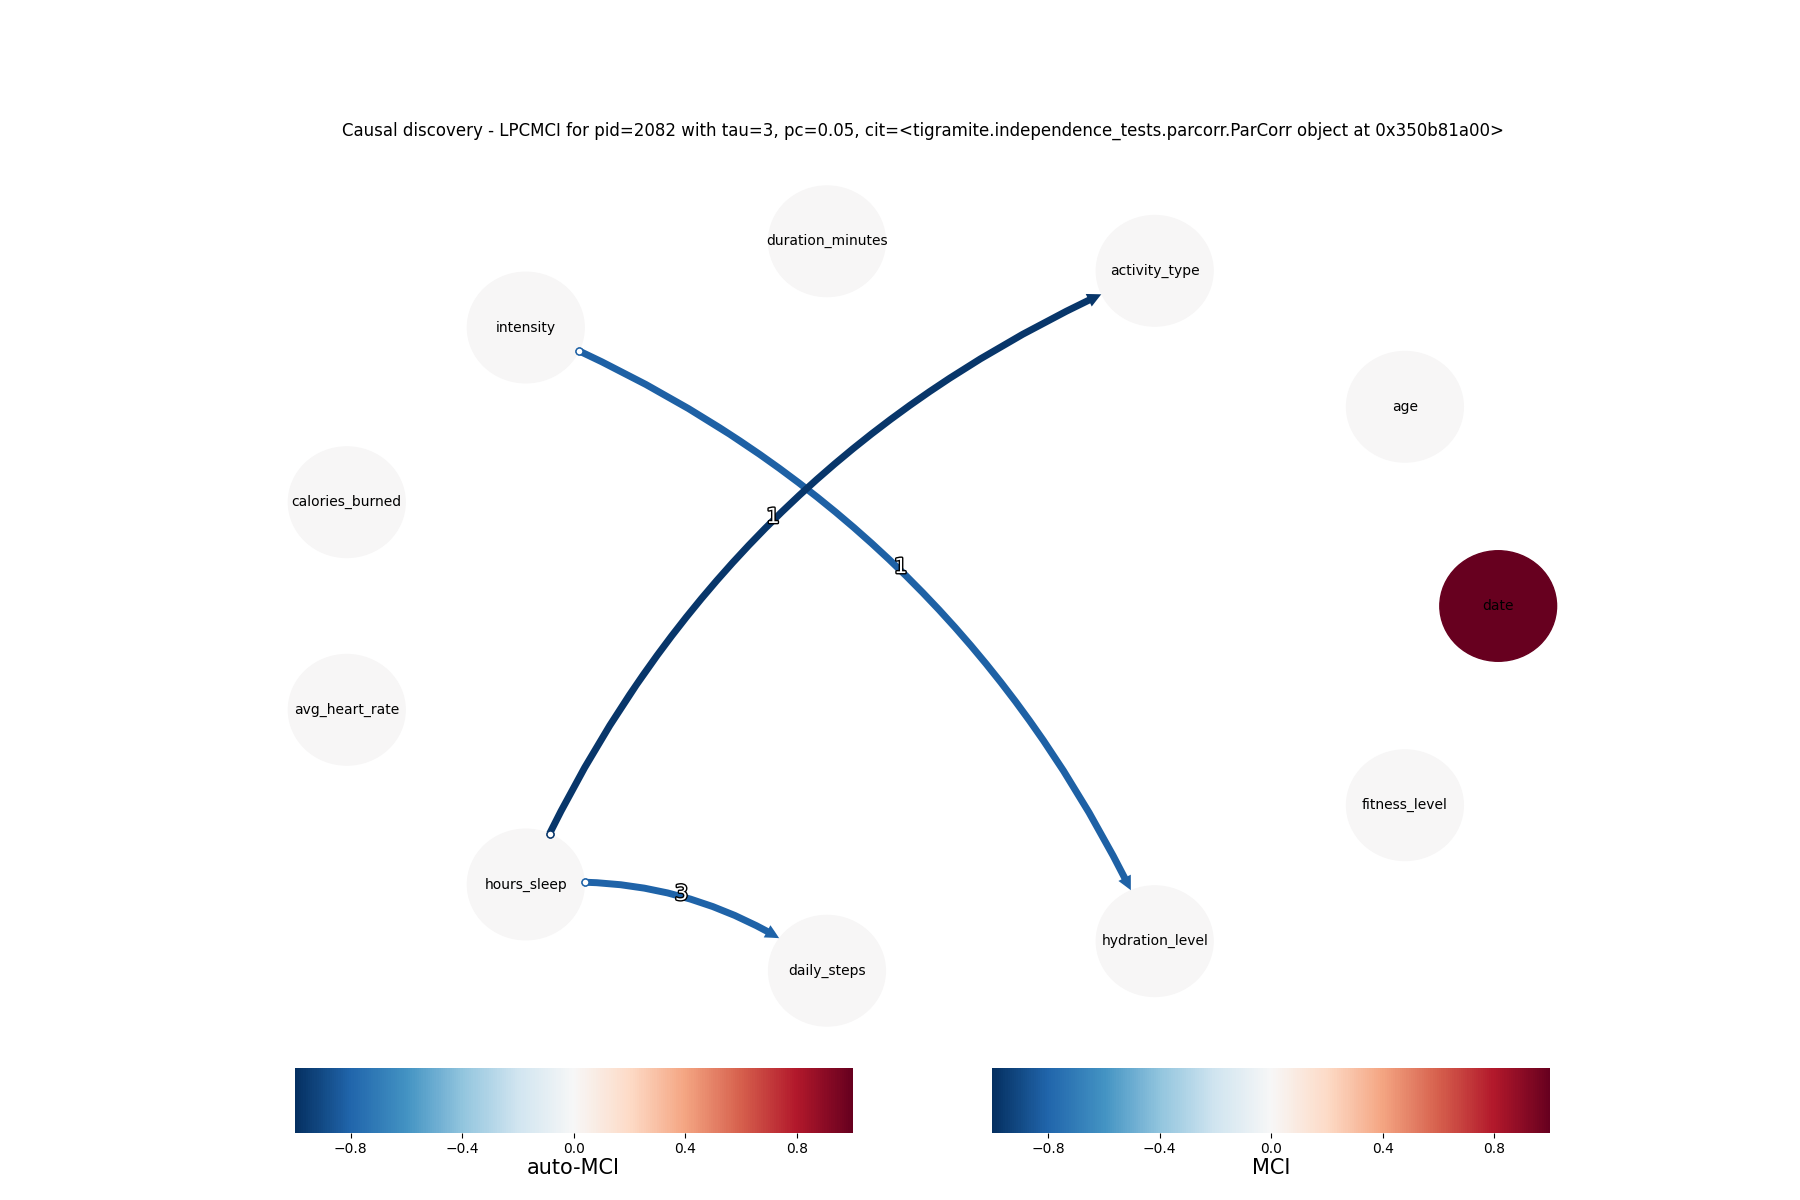 Causal discovery - LPCMCI for pid=2082 with tau=3, pc=0.05, cit=<tigramite.independence_tests.parcorr.ParCorr object at 0x350b81a00>
duration_minutes
activity_type
intensity
age
calories_burned
1
1
date
avg_heart_rate
fitness_level
hours_sleep
3
hydration_level
daily_steps
−0.8 −0.4 0.0 0.4 0.8
auto-MCI
−0.8 −0.4 0.0 0.4 0.8
MCI